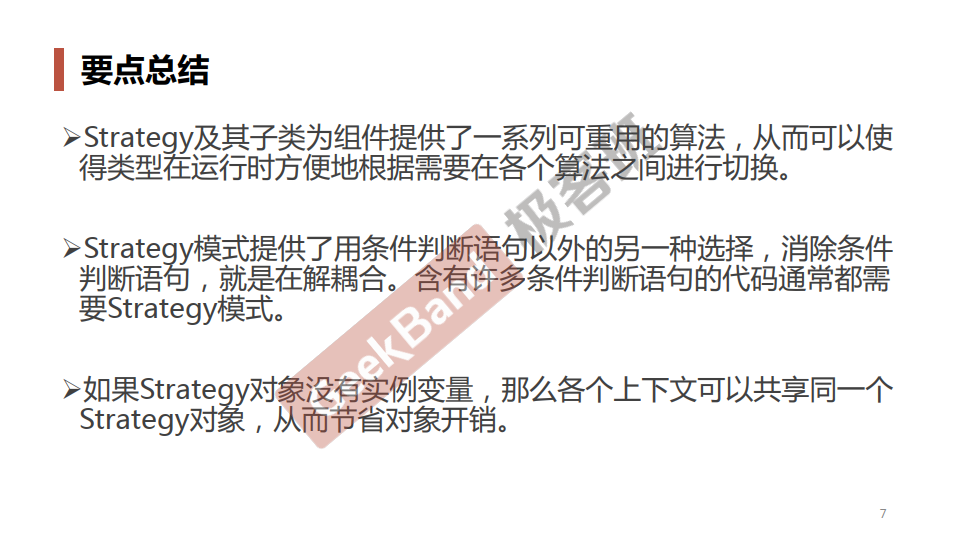 要点总结
➢Strategy及其子类为组件提供了一系列可重用的算法，从而可以使
得类型在运行时方便地根据需要在各个算法之间进行切换。
➢Strategy模式提供了用条件判断语句以外的另一种选择，消除条件
判断语句，就是在解耦合。含有许多条件判断语句的代码通常都需
要Strategy模式。
➢如果Strategy对象没有实例变量，那么各个上下文可以共享同一个
Strategy对象，从而节省对象开销。
GeekBand 极客班
7